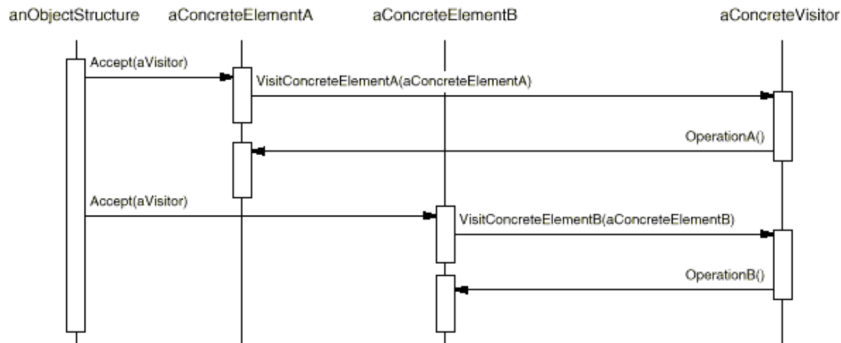 anObjectStructure aConcreteElementA aConcreteElementB aConcreteVisitor
Accept(aVisitor)
VisitConcreteElementA(aConcreteElementA)
OperationA()
Accept(aVisitor)
VisitConcreteElementB(aConcreteElementB)
OperationB()